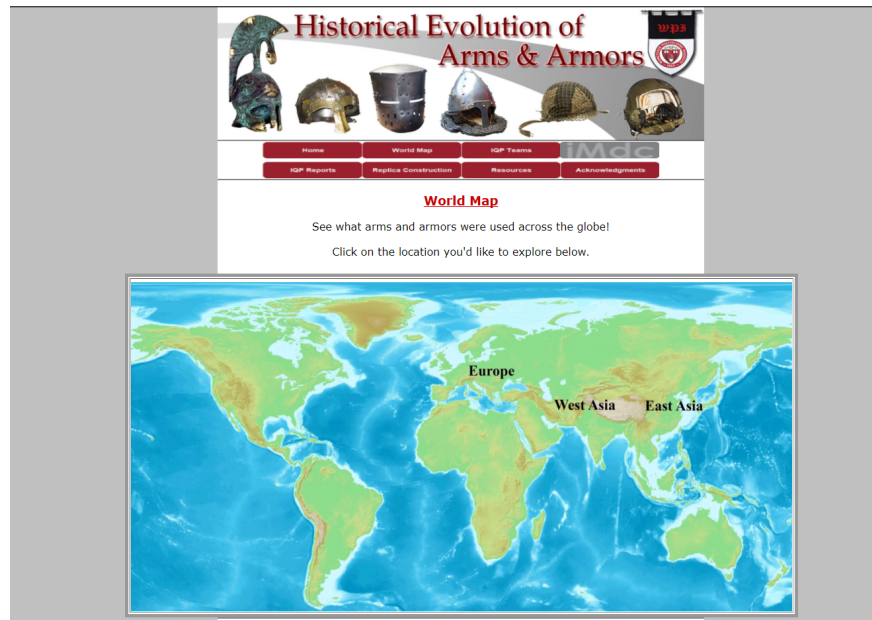 Historical Evolution of
Arms & Armors
WPI
Home
World Map
IQP Teams
iMdc
IQP Reports
Replica Construction
Resources
Acknowledgments
World Map
See what arms and armors were used across the globe!
Click on the location you'd like to explore below.
Europe
West Asia
East Asia